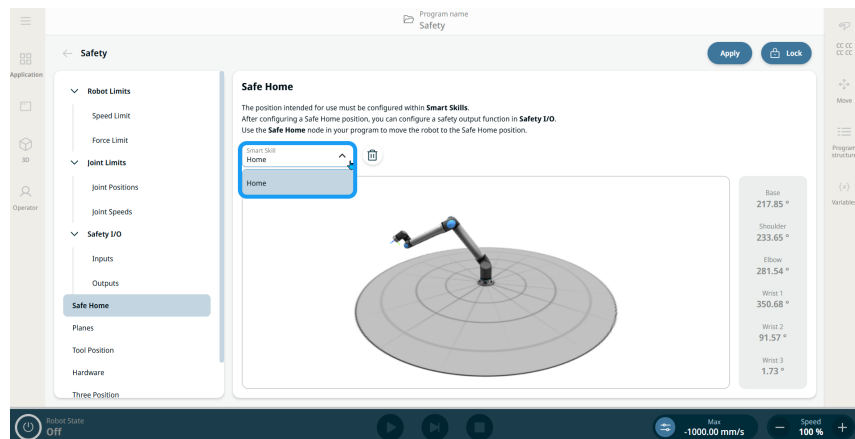 Program name
Safety
Application
3D
Operator
Safety
Apply
Lock
Robot Limits
Speed Limit
Force Limit
Joint Limits
Joint Positions
Joint Speeds
Safety I/O
Inputs
Outputs
Safe Home
Planes
Tool Position
Hardware
Three Position
Safe Home
The position intended for use must be configured within Smart Skills.
After configuring a Safe Home position, you can configure a safety output function in Safety I/O.
Use the Safe Home node in your program to move the robot to the Safe Home position.
Smart Skill
Home
Home
Base
217.85 °
Shoulder
233.65 °
Elbow
281.54 °
Wrist 1
350.68 °
Wrist 2
91.57 °
Wrist 3
1.73 °
CC CC
CC CC
Move
Program
structure
{x}
Variables
Robot State
Off
Max
-1000.00 mm/s
Speed
100 %